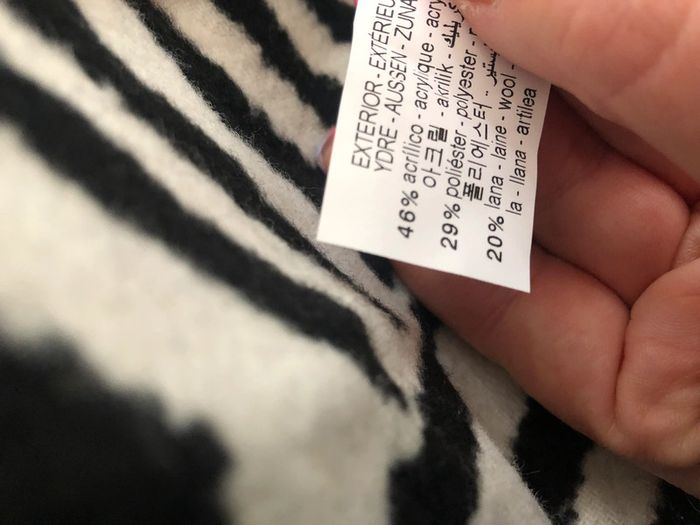 EXTERIOR - EXTÉRIEU
YDRE - AUSSEN - ZUNA
46% acrílico - acrylique - acry
아크릴 - akrilik -
29% poliéster - polyester -
폴리에스터 -
20% lana - laine - wool -
la - llana - artilea